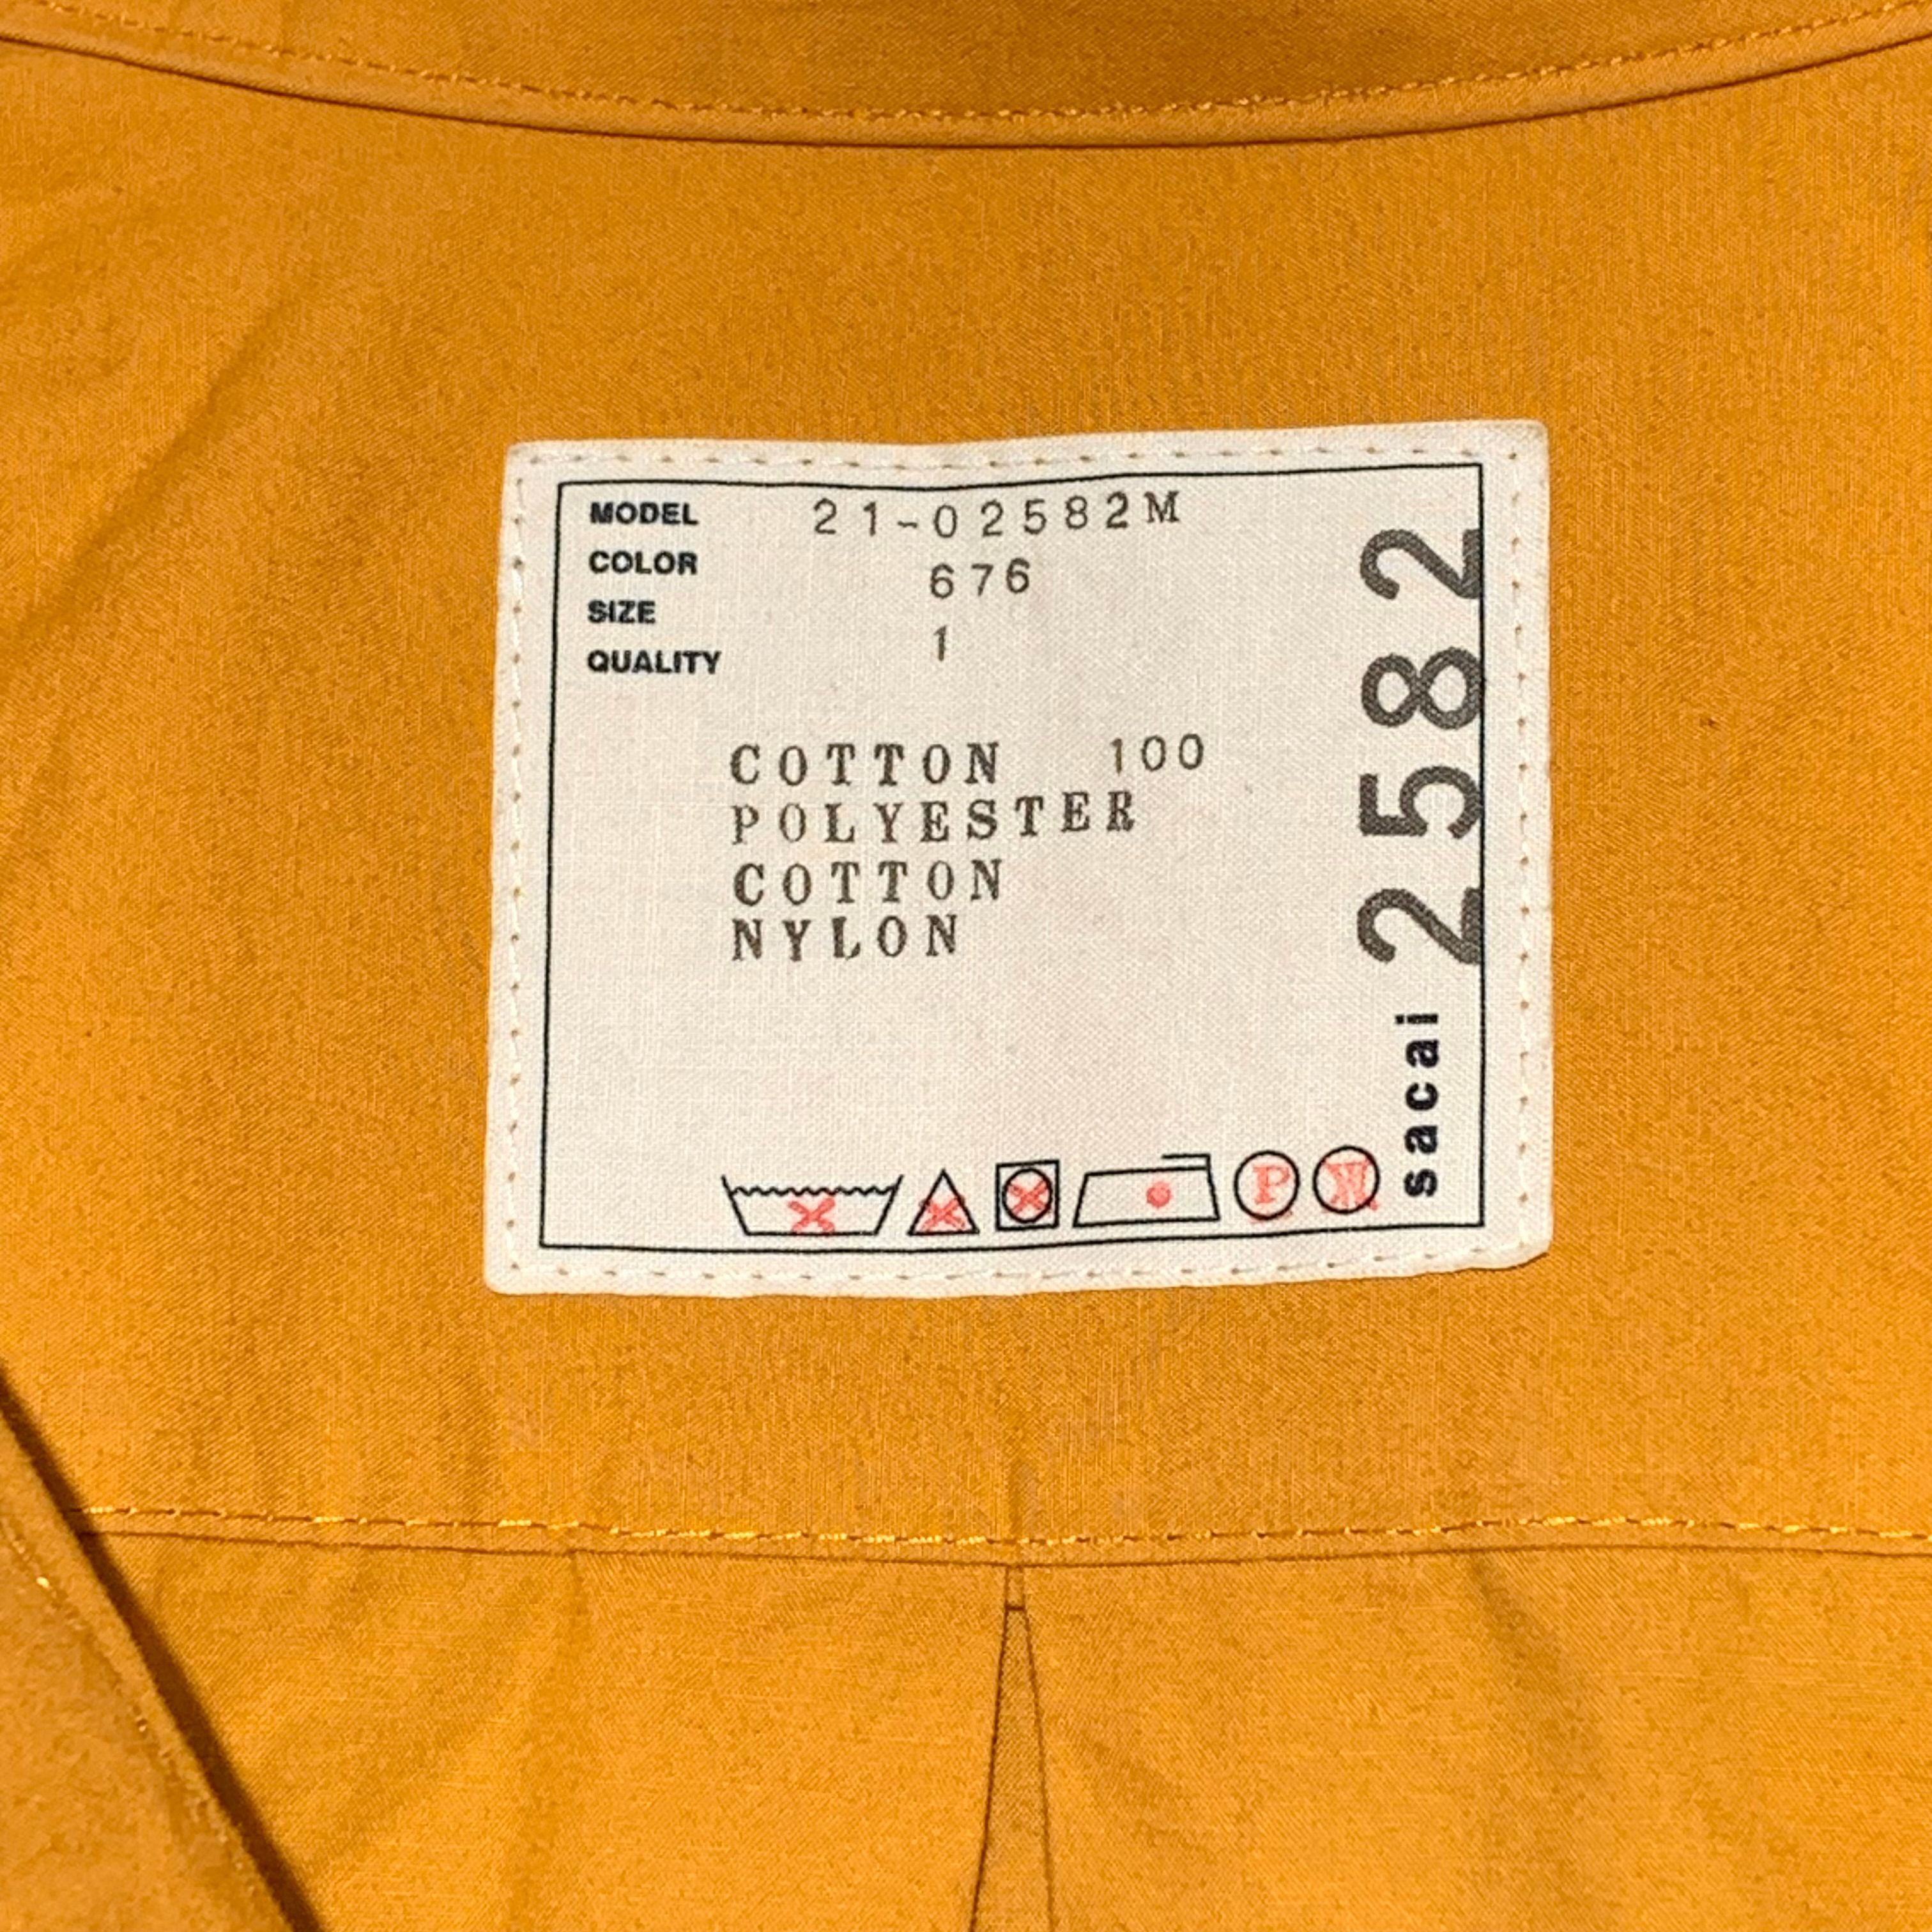 MODEL 21-02582M
COLOR 676
SIZE 1
QUALITY
COTTON 100
POLYESTER
COTTON
NYLON
P W
sacai 2582